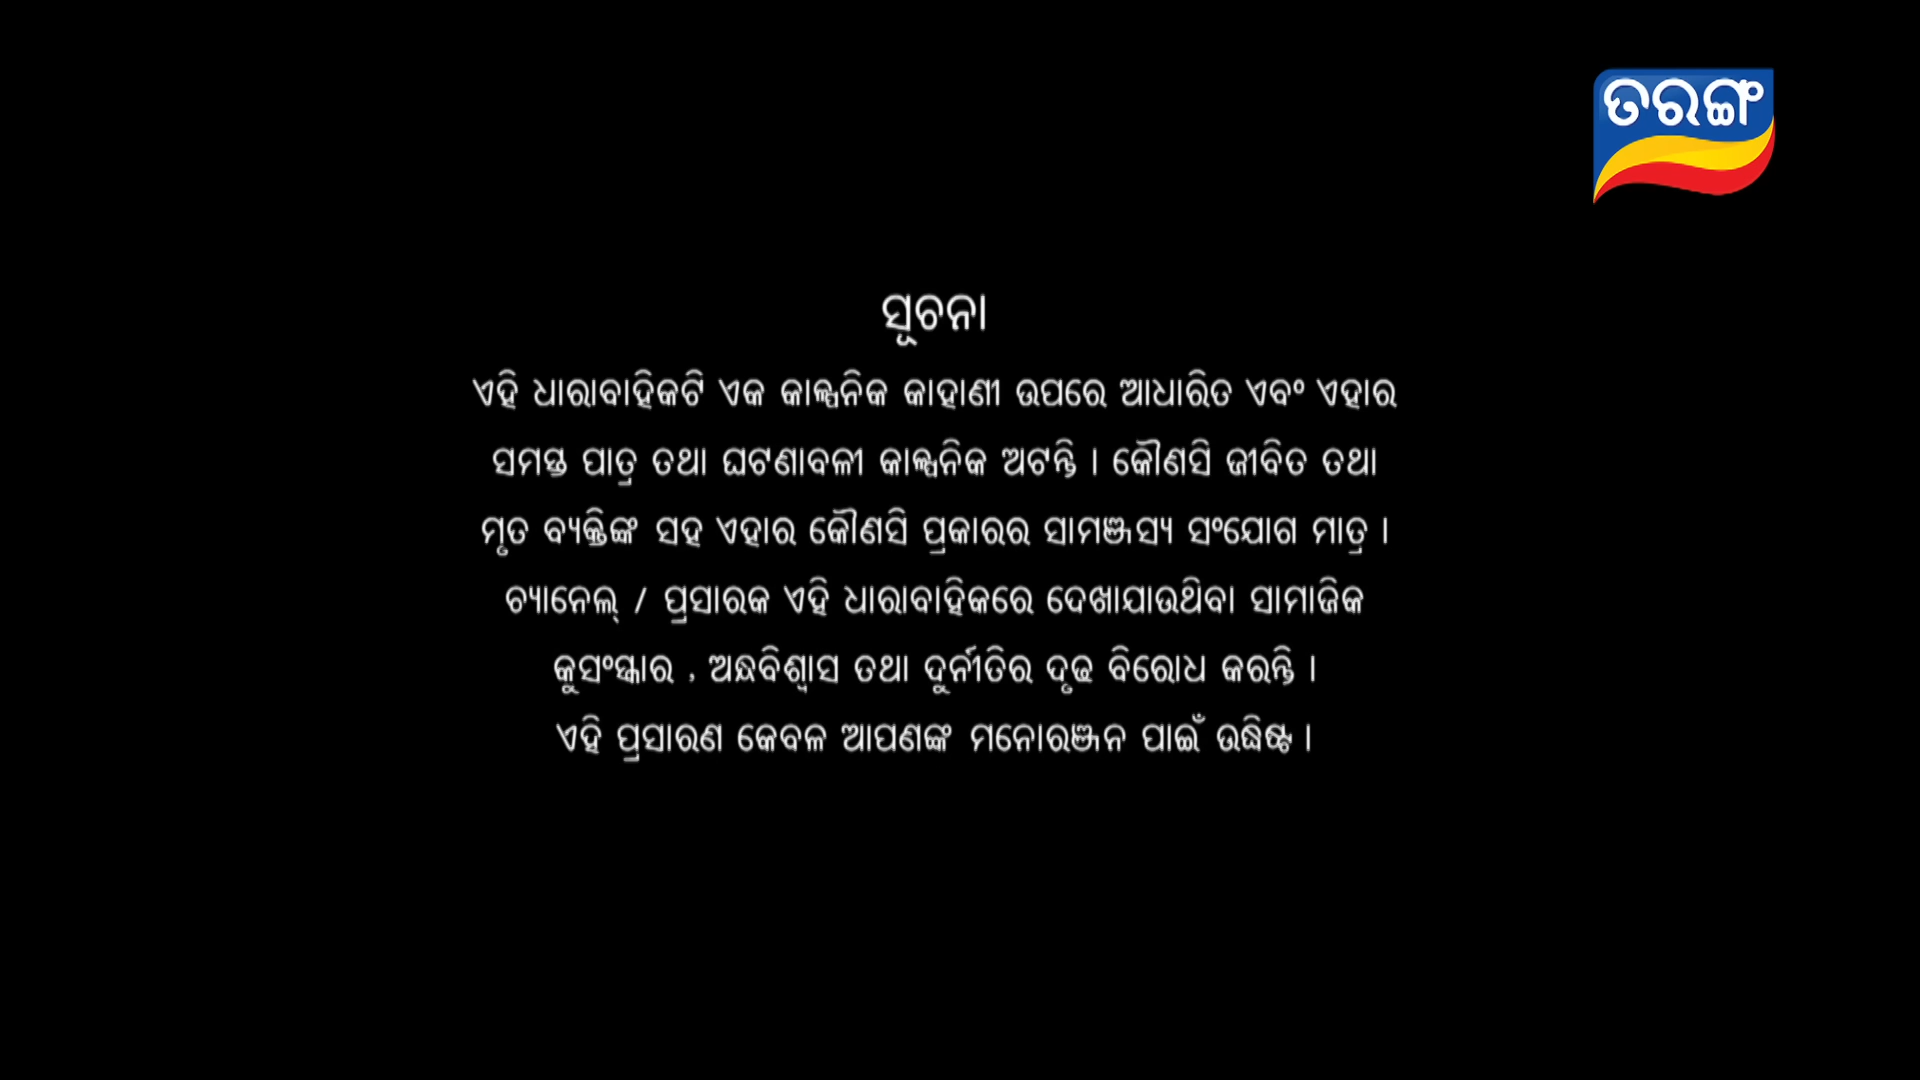 ତରଙ୍ଗ
ସୂଚନା
ଏହି ଧାରାବାହିକଟି ଏକ କାଳ୍ପନିକ କାହାଣୀ ଉପରେ ଆଧାରିତ ଏବଂ ଏହାର
ସମସ୍ତ ପାତ୍ର ତଥା ଘଟଣାବଳୀ କାଳ୍ପନିକ ଅଟନ୍ତି । କୌଣସି ଜୀବିତ ତଥା
ମୃତ ବ୍ୟକ୍ତିଙ୍କ ସହ ଏହାର କୌଣସି ପ୍ରକାରର ସାମଞ୍ଜସ୍ୟ ସଂଯୋଗ ମାତ୍ର ।
ଚ୍ୟାନେଲ୍ / ପ୍ରସାରକ ଏହି ଧାରାବାହିକରେ ଦେଖାଯାଉଥିବା ସାମାଜିକ
କୁସଂସ୍କାର , ଅନ୍ଧବିଶ୍ୱାସ ତଥା ଦୁର୍ନୀତିର ଦୃଢ ବିରୋଧ କରନ୍ତି ।
ଏହି ପ୍ରସାରଣ କେବଳ ଆପଣଙ୍କ ମନୋରଞ୍ଜନ ପାଇଁ ଉଦ୍ଧିଷ୍ଟ ।